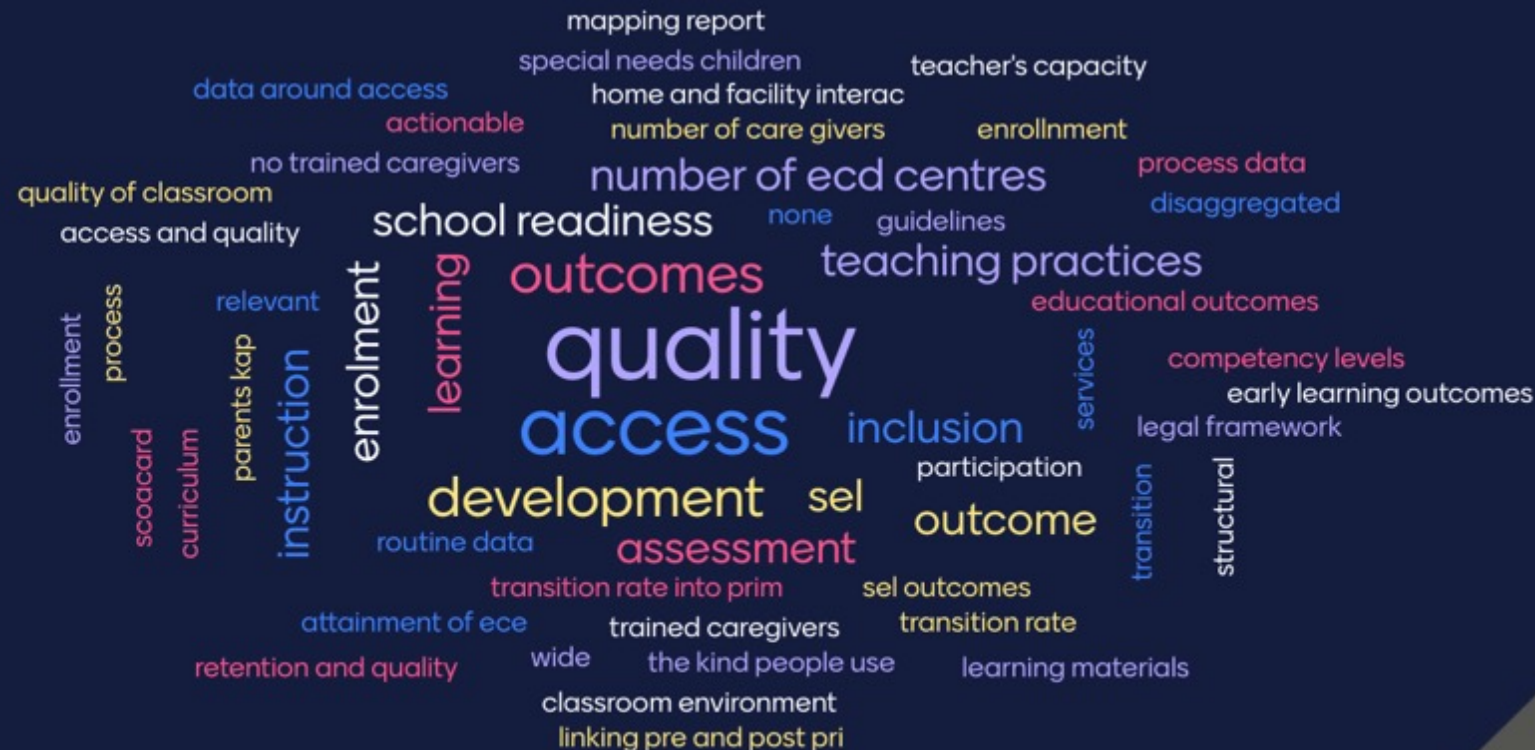 mapping report
special needs children
teacher's capacity
data around access
home and facility interac
actionable
number of care givers
enrollnment
no trained caregivers
number of ecd centres
process data
quality of classroom
disaggregated
school readiness
none
guidelines
access and quality
teaching practices
outcomes
learning
enrolment
relevant
educational outcomes
process
enrollment
quality
services
parents kap
competency levels
instruction
early learning outcomes
access
inclusion
legal framework
scoacard
curriculum
participation
development
sel
transition
structural
outcome
routine data
assessment
transition rate into prim
sel outcomes
attainment of ece
trained caregivers
transition rate
wide
the kind people use
learning materials
retention and quality
classroom environment
linking pre and post pri